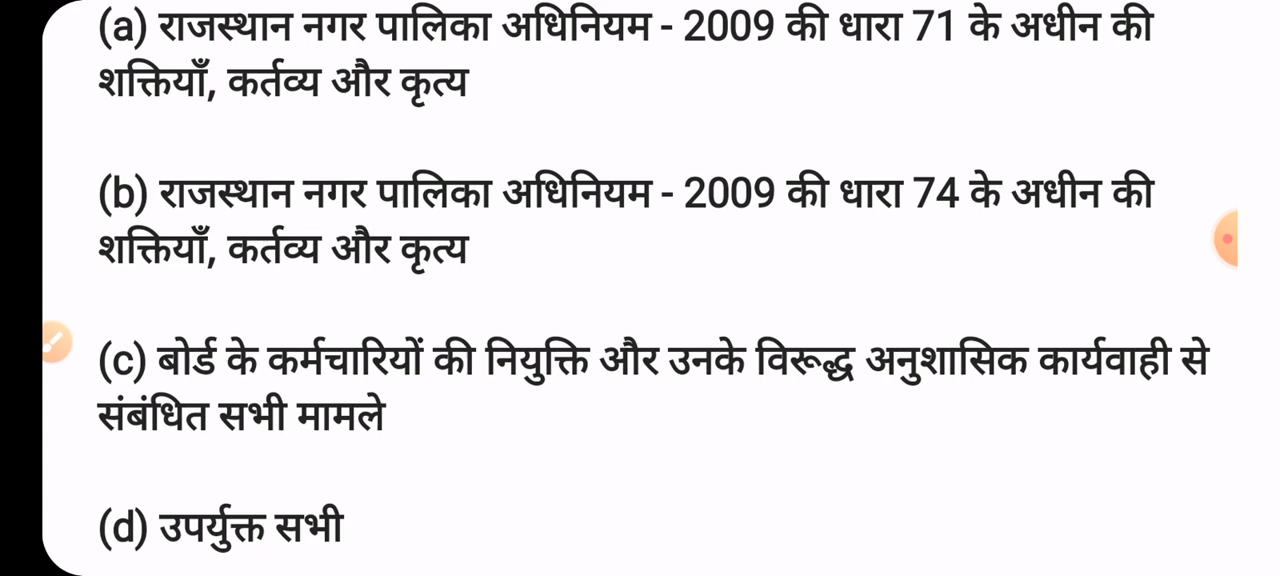 (a) राजस्थान नगर पालिका अधिनियम - 2009 की धारा 71 के अधीन की
शक्तियाँ, कर्तव्य और कृत्य
(b) राजस्थान नगर पालिका अधिनियम - 2009 की धारा 74 के अधीन की
शक्तियाँ, कर्तव्य और कृत्य
(c) बोर्ड के कर्मचारियों की नियुक्ति और उनके विरूद्ध अनुशासिक कार्यवाही से
संबंधित सभी मामले
(d) उपर्युक्त सभी